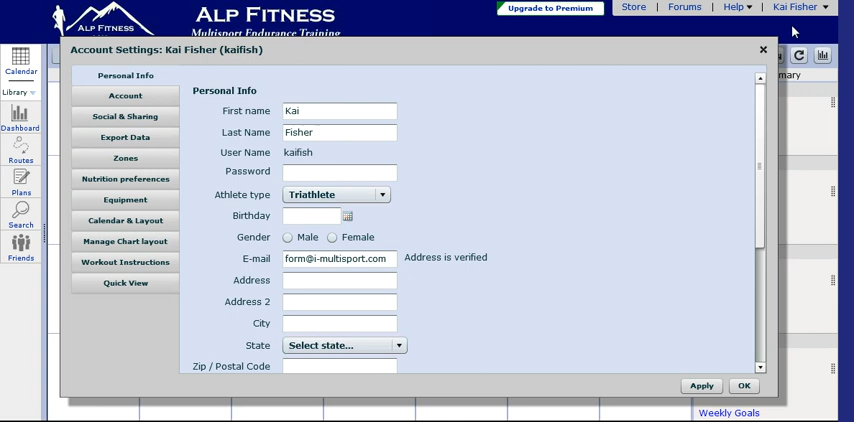 ALP FITNESS
ALP FITNESS
Multisport Endurance Training
Upgrade to Premium
Store | Forums | Help | Kai Fisher
Account Settings: Kai Fisher (kaifish)
Calendar
Library
Dashboard
Routes
Plans
Search
Friends
Personal Info
Account
Social & Sharing
Export Data
Zones
Nutrition preferences
Equipment
Calendar & Layout
Manage Chart layout
Workout Instructions
Quick View
Personal Info
First name Kai
Last Name Fisher
User Name kaifish
Password
Athlete type Triathlete
Birthday
Gender Male Female
E-mail form@i-multisport.com Address is verified
Address
Address 2
City
State Select state...
Zip / Postal Code
Apply OK
mary
Weekly Goals